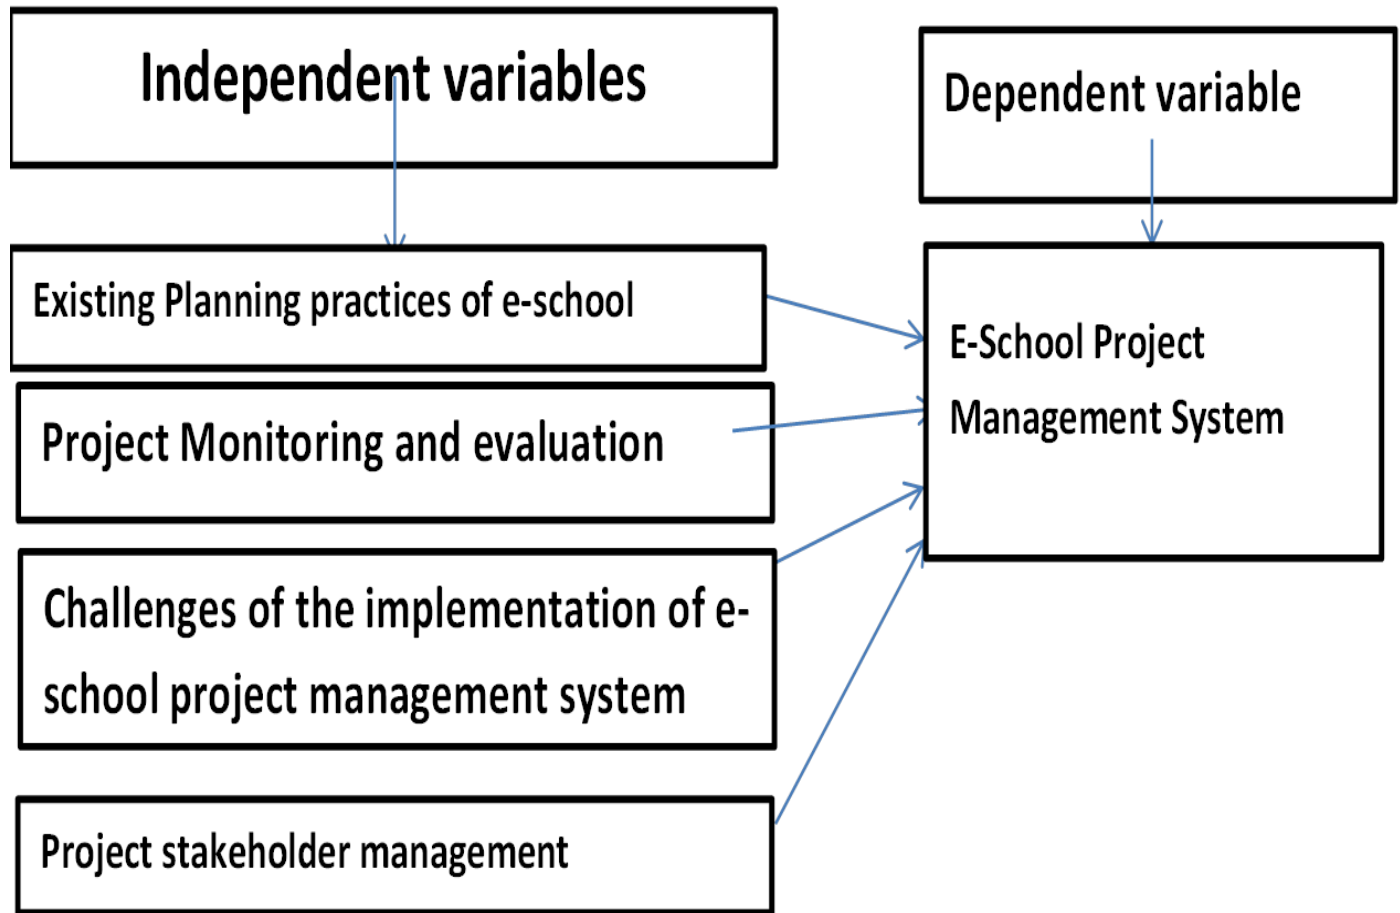 Independent variables
Dependent variable
Existing Planning practices of e-school
Project Monitoring and evaluation
Challenges of the implementation of e-
school project management system
Project stakeholder management
E-School Project
Management System